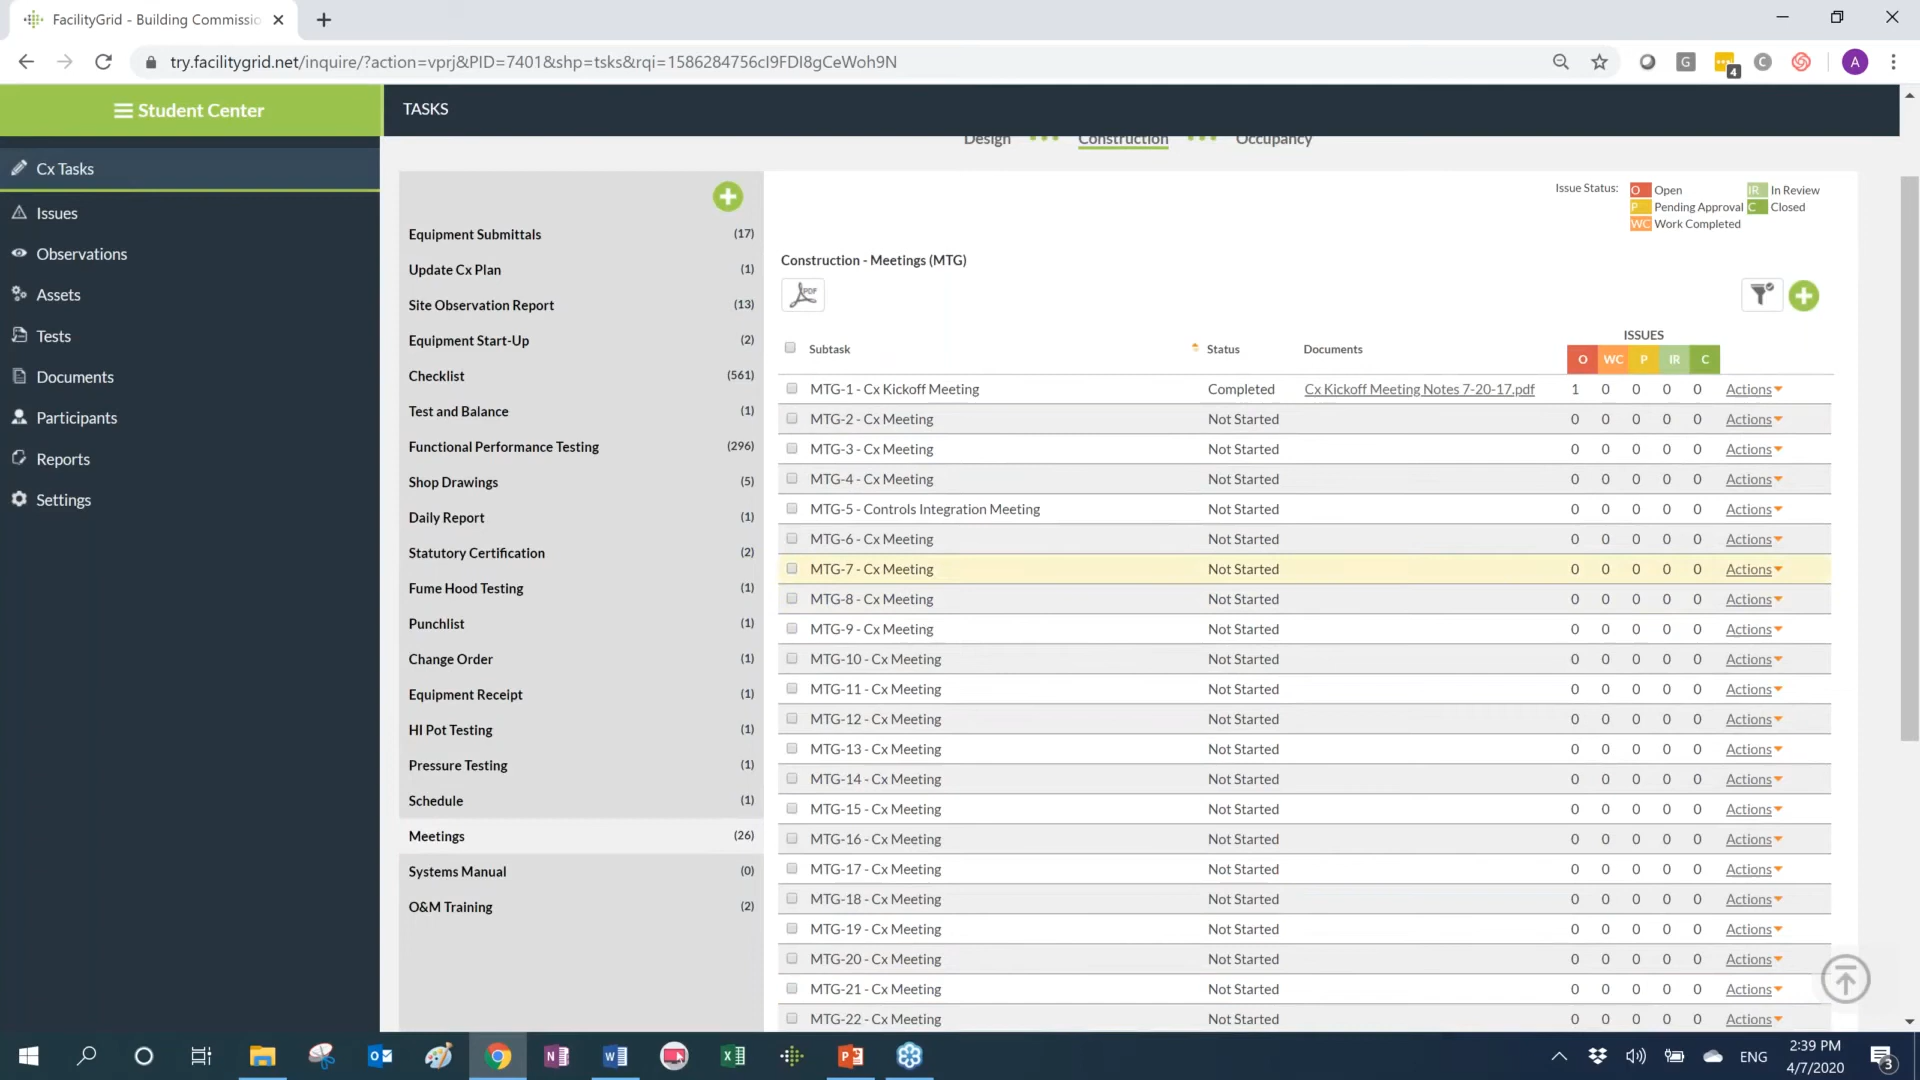 FacilityGrid - Building Commissio
try.facilitygrid.net/inquire/?action=vprj&PID=7401&shp=tsks&rqi=1586284756cI9FDI8gCeWoh9N
G
4
C
A
Student Center
TASKS
Design
Construction
Occupancy
Cx Tasks
Issues
Observations
Assets
Tests
Documents
Participants
Reports
Settings
Equipment Submittals (17)
Update Cx Plan (1)
Site Observation Report (13)
Equipment Start-Up (2)
Checklist (561)
Test and Balance (1)
Functional Performance Testing (296)
Shop Drawings (5)
Daily Report (1)
Statutory Certification (2)
Fume Hood Testing (1)
Punchlist (1)
Change Order (1)
Equipment Receipt (1)
HI Pot Testing (1)
Pressure Testing (1)
Schedule (1)
Meetings (26)
Systems Manual (0)
O&M Training (2)
Issue Status: O Open IR In Review
P Pending Approval C Closed
WC Work Completed
Construction - Meetings (MTG)
PDF
ISSUES
Subtask Status Documents O WC P IR C
MTG-1 - Cx Kickoff Meeting Completed Cx Kickoff Meeting Notes 7-20-17.pdf 1 0 0 0 0 Actions
MTG-2 - Cx Meeting Not Started 0 0 0 0 0 Actions
MTG-3 - Cx Meeting Not Started 0 0 0 0 0 Actions
MTG-4 - Cx Meeting Not Started 0 0 0 0 0 Actions
MTG-5 - Controls Integration Meeting Not Started 0 0 0 0 0 Actions
MTG-6 - Cx Meeting Not Started 0 0 0 0 0 Actions
MTG-7 - Cx Meeting Not Started 0 0 0 0 0 Actions
MTG-8 - Cx Meeting Not Started 0 0 0 0 0 Actions
MTG-9 - Cx Meeting Not Started 0 0 0 0 0 Actions
MTG-10 - Cx Meeting Not Started 0 0 0 0 0 Actions
MTG-11 - Cx Meeting Not Started 0 0 0 0 0 Actions
MTG-12 - Cx Meeting Not Started 0 0 0 0 0 Actions
MTG-13 - Cx Meeting Not Started 0 0 0 0 0 Actions
MTG-14 - Cx Meeting Not Started 0 0 0 0 0 Actions
MTG-15 - Cx Meeting Not Started 0 0 0 0 0 Actions
MTG-16 - Cx Meeting Not Started 0 0 0 0 0 Actions
MTG-17 - Cx Meeting Not Started 0 0 0 0 0 Actions
MTG-18 - Cx Meeting Not Started 0 0 0 0 0 Actions
MTG-19 - Cx Meeting Not Started 0 0 0 0 0 Actions
MTG-20 - Cx Meeting Not Started 0 0 0 0 0 Actions
MTG-21 - Cx Meeting Not Started 0 0 0 0 0 Actions
MTG-22 - Cx Meeting Not Started 0 0 0 0 0 Actions
ENG
2:39 PM
4/7/2020
3